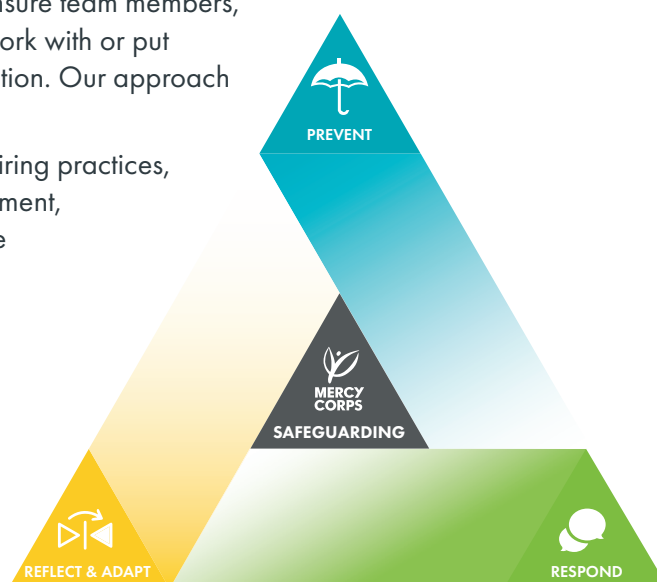 nsure team members,
ork with or put
tion. Our approach
iring practices,
ment,
e
PREVENT
MERCY
CORPS
SAFEGUARDING
REFLECT & ADAPT
RESPOND